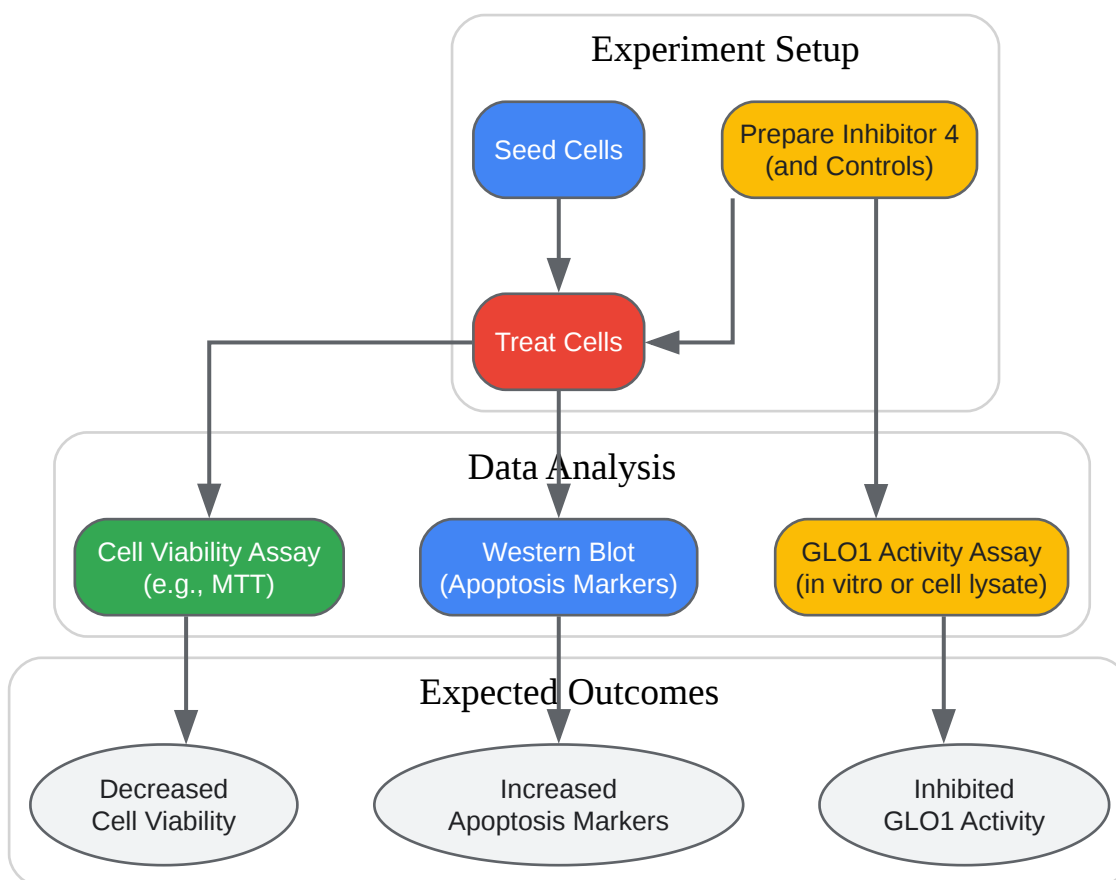 Experiment Setup
Seed Cells
Prepare Inhibitor 4
(and Controls)
Treat Cells
Data Analysis
Cell Viability Assay
(e.g., MTT)
Western Blot
(Apoptosis Markers)
GLO1 Activity Assay
(in vitro or cell lysate)
Expected Outcomes
Decreased
Cell Viability
Increased
Apoptosis Markers
Inhibited
GLO1 Activity